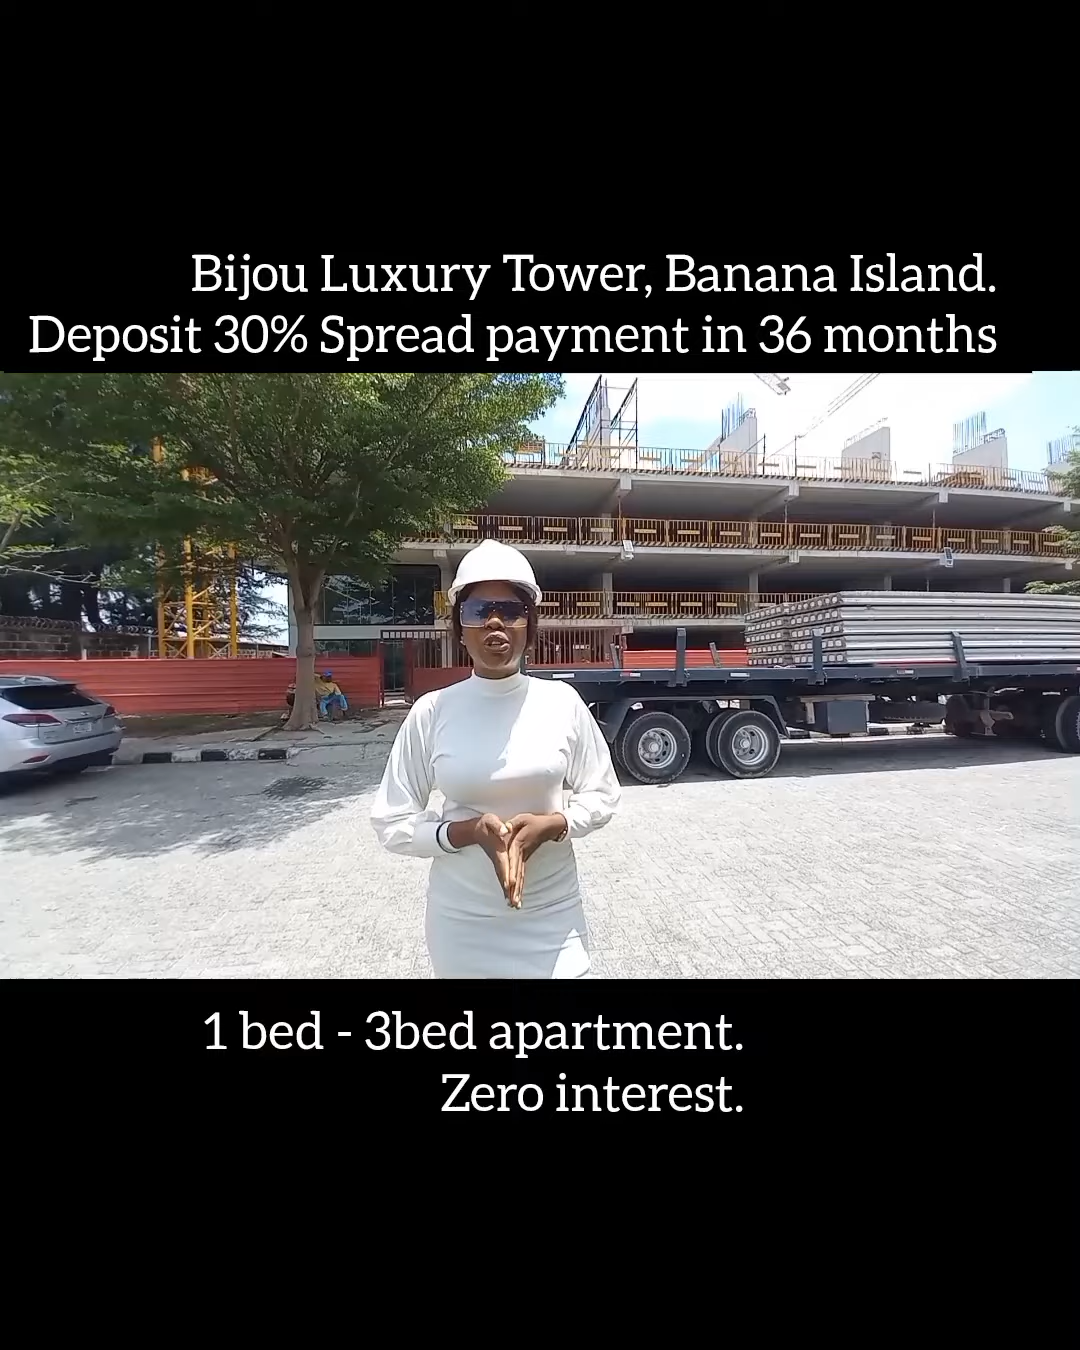 Bijou Luxury Tower, Banana Island.
Deposit 30% Spread payment in 36 months
1 bed - 3bed apartment.
Zero interest.